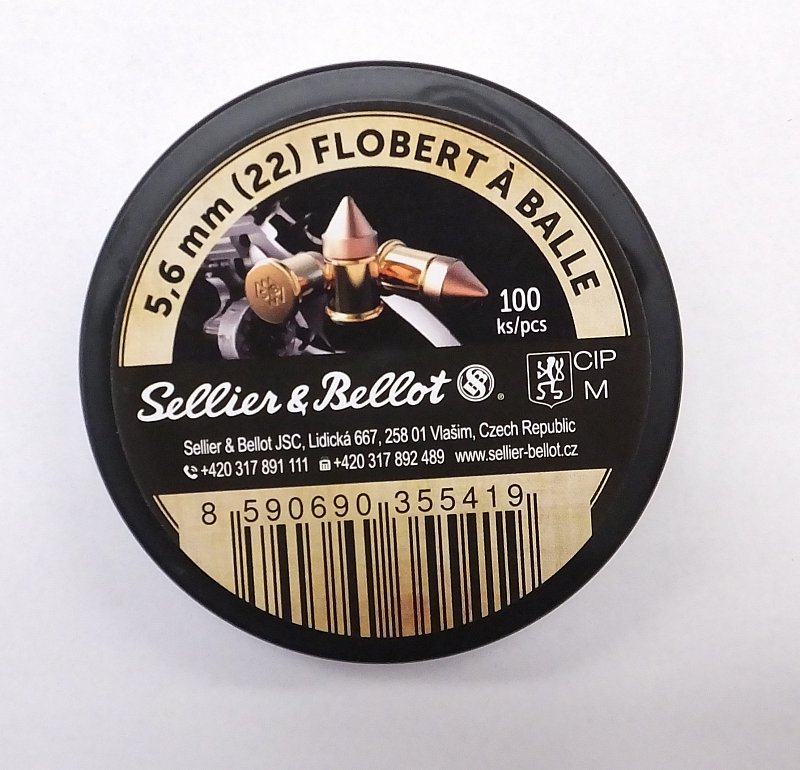 5,6 mm (22) FLOBERT À BALLE
100
ks/pcs
Sellier & Bellot
CIP
M
Sellier & Bellot JSC, Lidická 667, 258 01 Vlašim, Czech Republic
+420 317 891 111 +420 317 892 489 www.sellier-bellot.cz
8 590690 355419